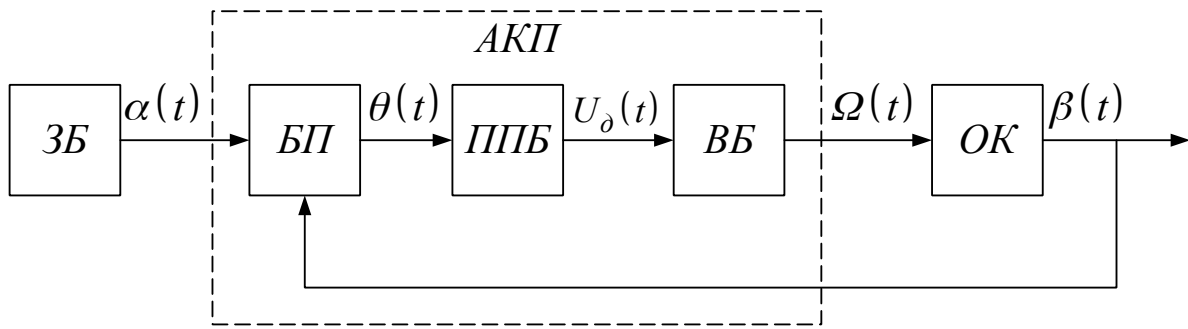 АКП
ЗБ
α(t)
БП
θ(t)
ППБ
U_д(t)
ВБ
Ω(t)
ОК
β(t)